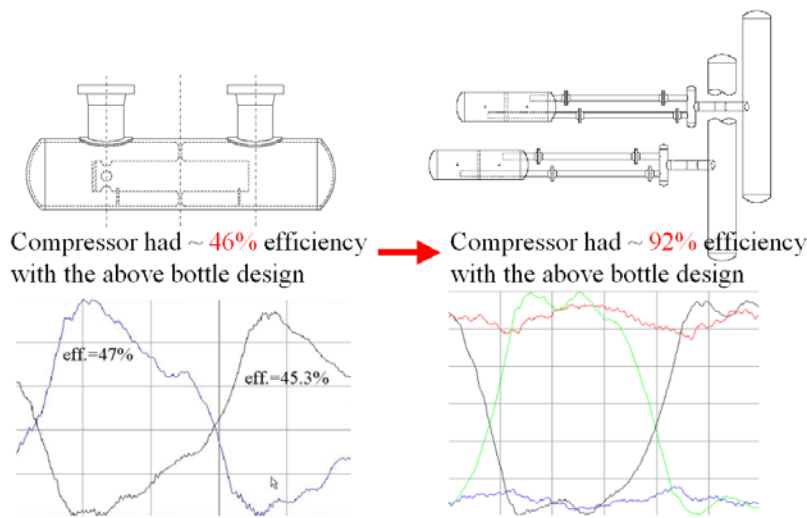 Compressor had ~ 46% efficiency
with the above bottle design
Compressor had ~ 92% efficiency
with the above bottle design
eff.=47%
eff.=45.3%